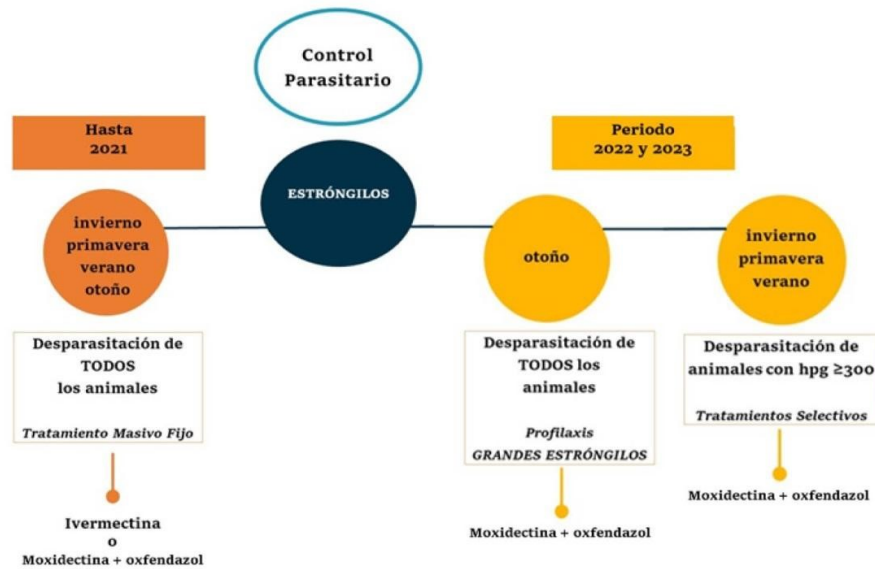 Control
Parasitario
Hasta
2021
Periodo
2022 y 2023
ESTRÓNGILOS
invierno
primavera
verano
otoño
otoño
invierno
primavera
verano
Desparasitación de
TODOS
los animales
Tratamiento Masivo Fijo
Desparasitación de
TODOS los
animales
Profilaxis
GRANDES ESTRÓNGILOS
Desparasitación de
animales con hpg ≥300
Tratamientos Selectivos
Ivermectina
o
Moxidectina + oxfendazol
Moxidectina + oxfendazol
Moxidectina + oxfendazol